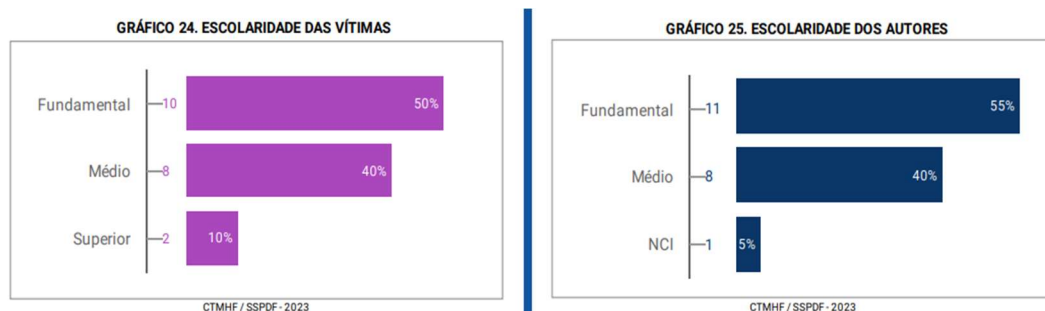 GRÁFICO 24. ESCOLARIDADE DAS VÍTIMAS
Fundamental 10 50%
Médio 8 40%
Superior 2 10%
CTMHF / SSPDF - 2023
GRÁFICO 25. ESCOLARIDADE DOS AUTORES
Fundamental 11 55%
Médio 8 40%
NCI 1 5%
CTMHF / SSPDF - 2023